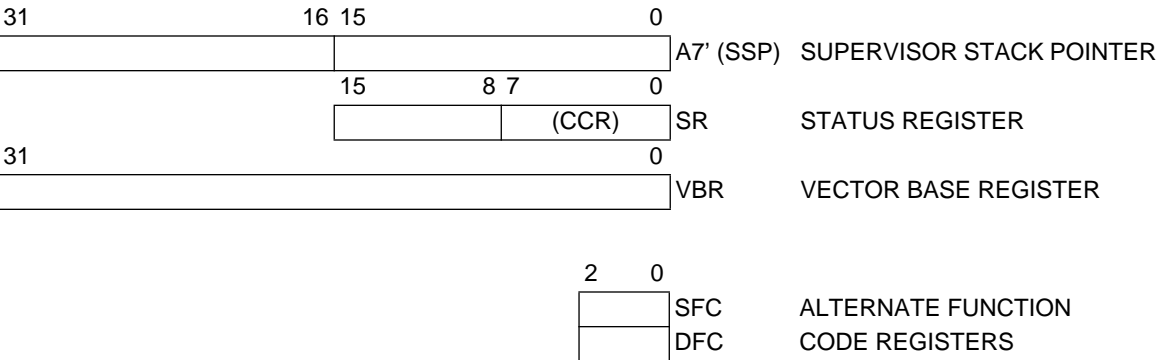 31 16 15 0
A7' (SSP) SUPERVISOR STACK POINTER
15 8 7 0
(CCR) SR STATUS REGISTER
31 0
VBR VECTOR BASE REGISTER
2 0
SFC ALTERNATE FUNCTION
DFC CODE REGISTERS